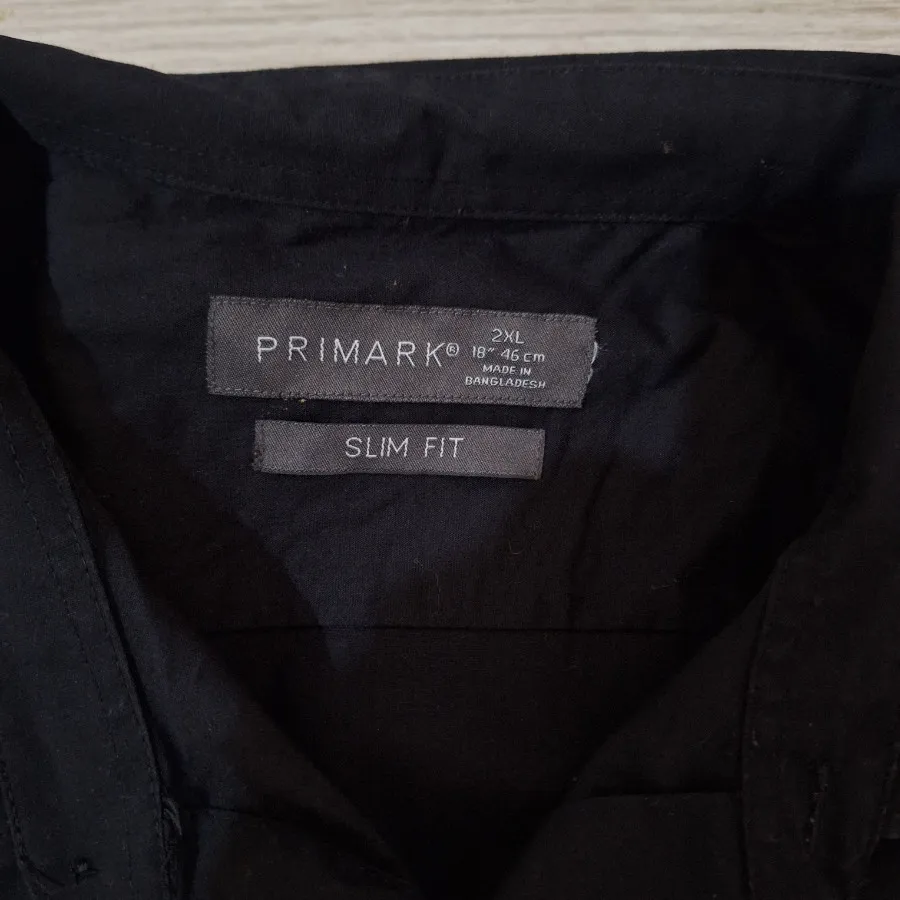 PRIMARK®
2XL
18" 46 cm
MADE IN
BANGLADESH
SLIM FIT